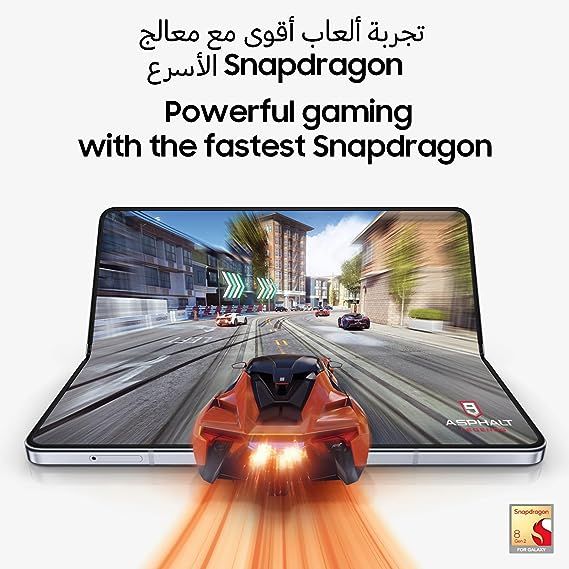 تجربة ألعاب أقوى مع معالج
Snapdragon الأسرع
Powerful gaming
with the fastest Snapdragon
ASPHALT
LEGENDS
Snapdragon
8
Gen 2
FOR GALAXY